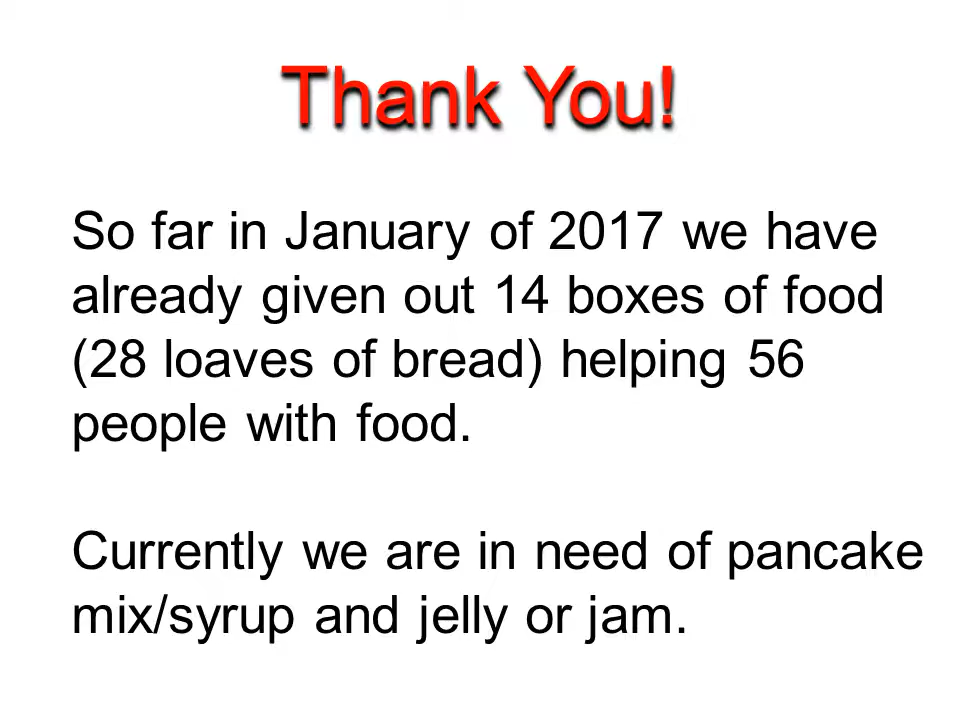 Thank You!
So far in January of 2017 we have
already given out 14 boxes of food
(28 loaves of bread) helping 56
people with food.
Currently we are in need of pancake
mix/syrup and jelly or jam.